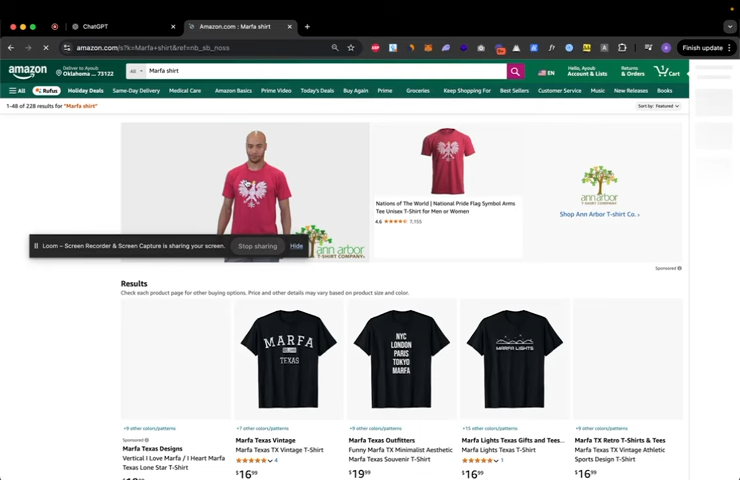 ChatGPT
Amazon.com : Marfa shirt
amazon.com/s?k=Marfa+shirt&ref=nb_sb_noss
Finish update
amazon
Deliver to Ayoub
Oklahoma ... 73122
All
Marfa shirt
EN
Hello, Ayoub
Account & Lists
Returns
& Orders
1
Cart
All
Rufus
Holiday Deals
Same-Day Delivery
Medical Care
Amazon Basics
Prime Video
Today's Deals
Buy Again
Prime
Groceries
Keep Shopping For
Best Sellers
Customer Service
Music
New Releases
Books
1-48 of 228 results for "Marfa shirt"
Sort by: Featured
Nations of The World | National Pride Flag Symbol Arms
Tee Unisex T-Shirt for Men or Women
4.6
7,155
ann arbor
T-SHIRT COMPANY
Shop Ann Arbor T-shirt Co. ›
Loom – Screen Recorder & Screen Capture is sharing your screen.
Stop sharing
Hide
ann arbor
T-SHIRT COMPANY
Sponsored
Results
Check each product page for other buying options. Price and other details may vary based on product size and color.
MARFA
TEXAS
NYC
LONDON
PARIS
TOKYO
MARFA
MARFA LIGHTS
+9 other colors/patterns
+7 other colors/patterns
+9 other colors/patterns
+15 other colors/patterns
+9 other colors/patterns
Sponsored
Marfa Texas Designs
Vertical I Love Marfa / I Heart Marfa
Texas Lone Star T-Shirt
Marfa Texas Vintage
Marfa Texas TX Vintage T-Shirt
4
$16.99
Marfa Texas Outfitters
Funny Marfa TX Minimalist Aesthetic
Marfa Texas Souvenir T-Shirt
$19.99
Marfa Lights Texas Gifts and Tees...
Marfa Lights Texas T-Shirt
1
$16.99
Marfa TX Retro T-Shirts & Tees
Marfa Texas TX Vintage Athletic
Sports Design T-Shirt
$16.99